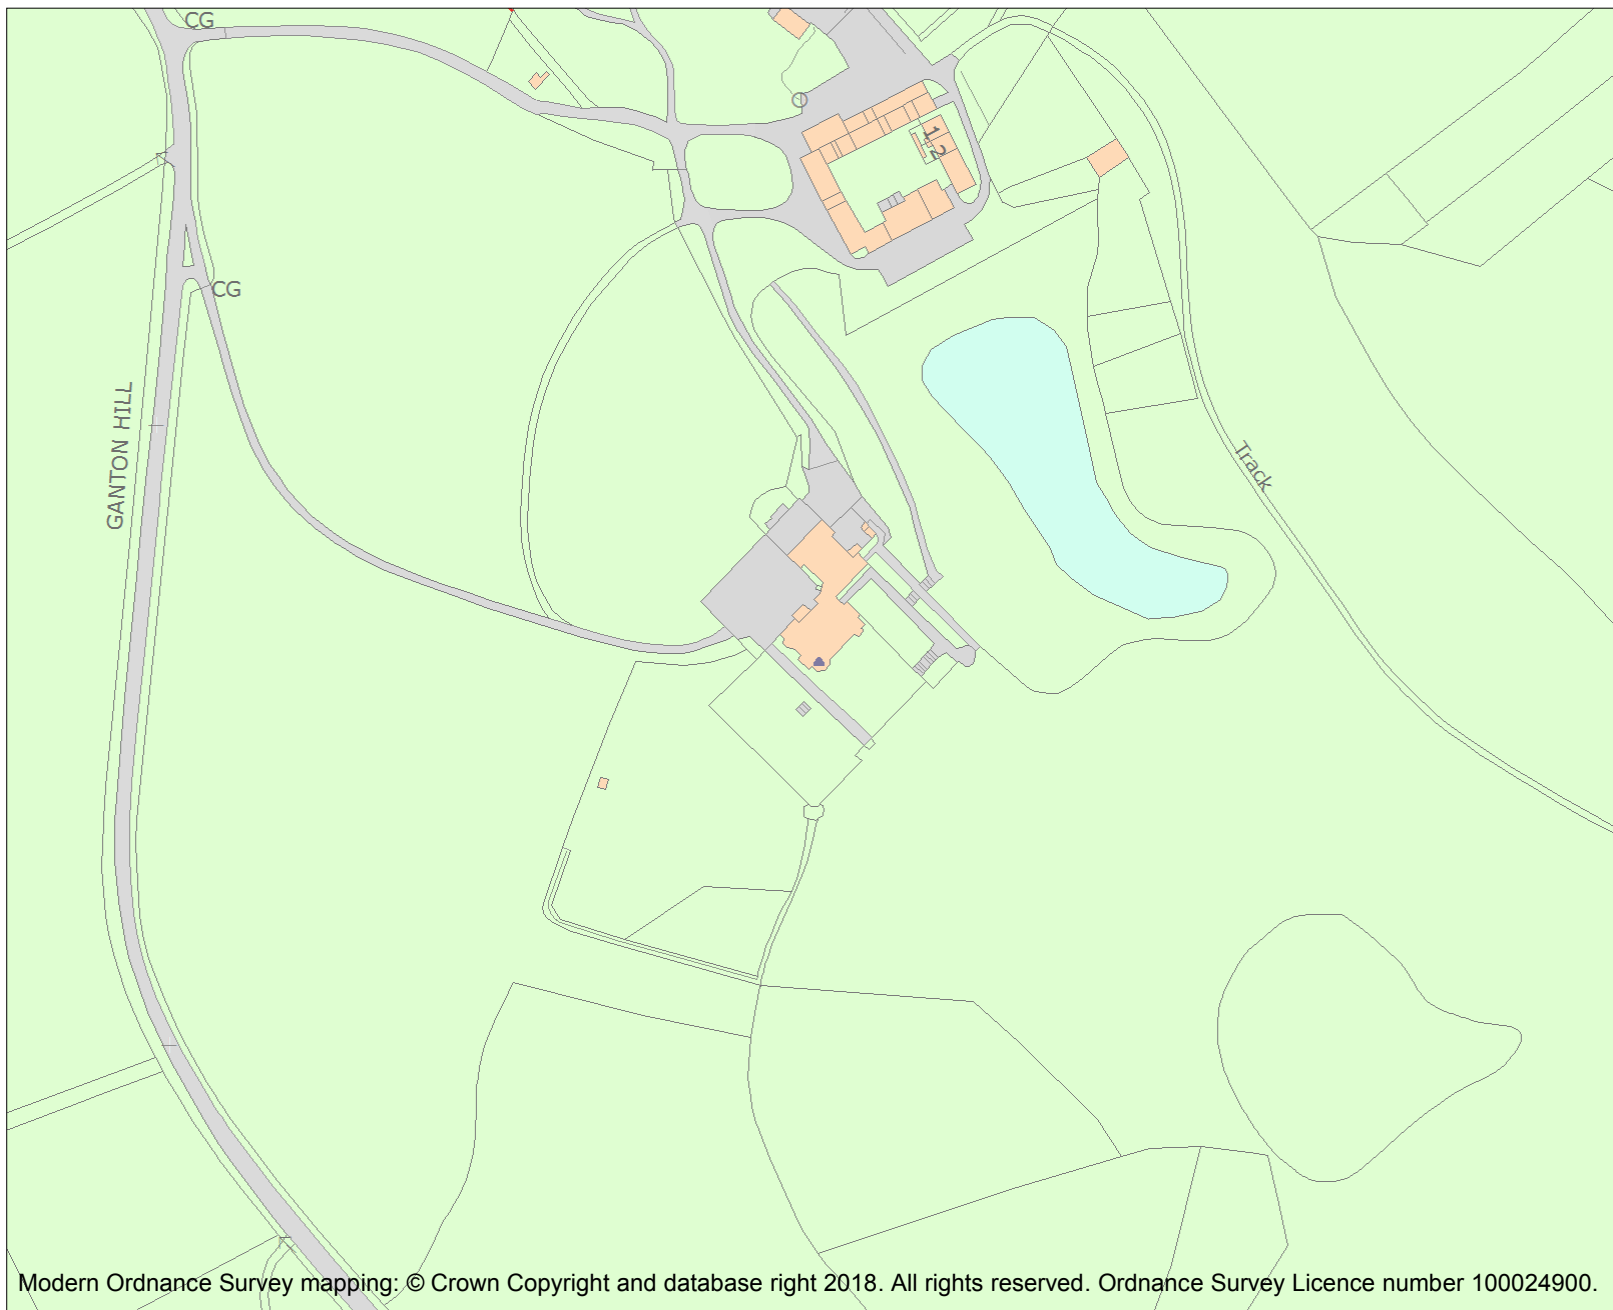 CG
1
2
CG
GANTON HILL
Track
Modern Ordnance Survey mapping: © Crown Copyright and database right 2018. All rights reserved. Ordnance Survey Licence number 100024900.